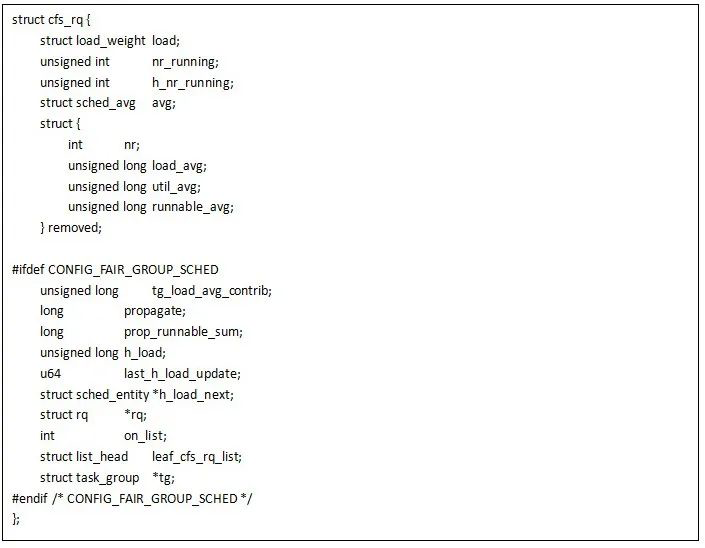 struct cfs_rq {
struct load_weight load;
unsigned int nr_running;
unsigned int h_nr_running;
struct sched_avg avg;
struct {
int nr;
unsigned long load_avg;
unsigned long util_avg;
unsigned long runnable_avg;
} removed;
#ifdef CONFIG_FAIR_GROUP_SCHED
unsigned long tg_load_avg_contrib;
long propagate;
long prop_runnable_sum;
unsigned long h_load;
u64 last_h_load_update;
struct sched_entity *h_load_next;
struct rq *rq;
int on_list;
struct list_head leaf_cfs_rq_list;
struct task_group *tg;
#endif /* CONFIG_FAIR_GROUP_SCHED */
};